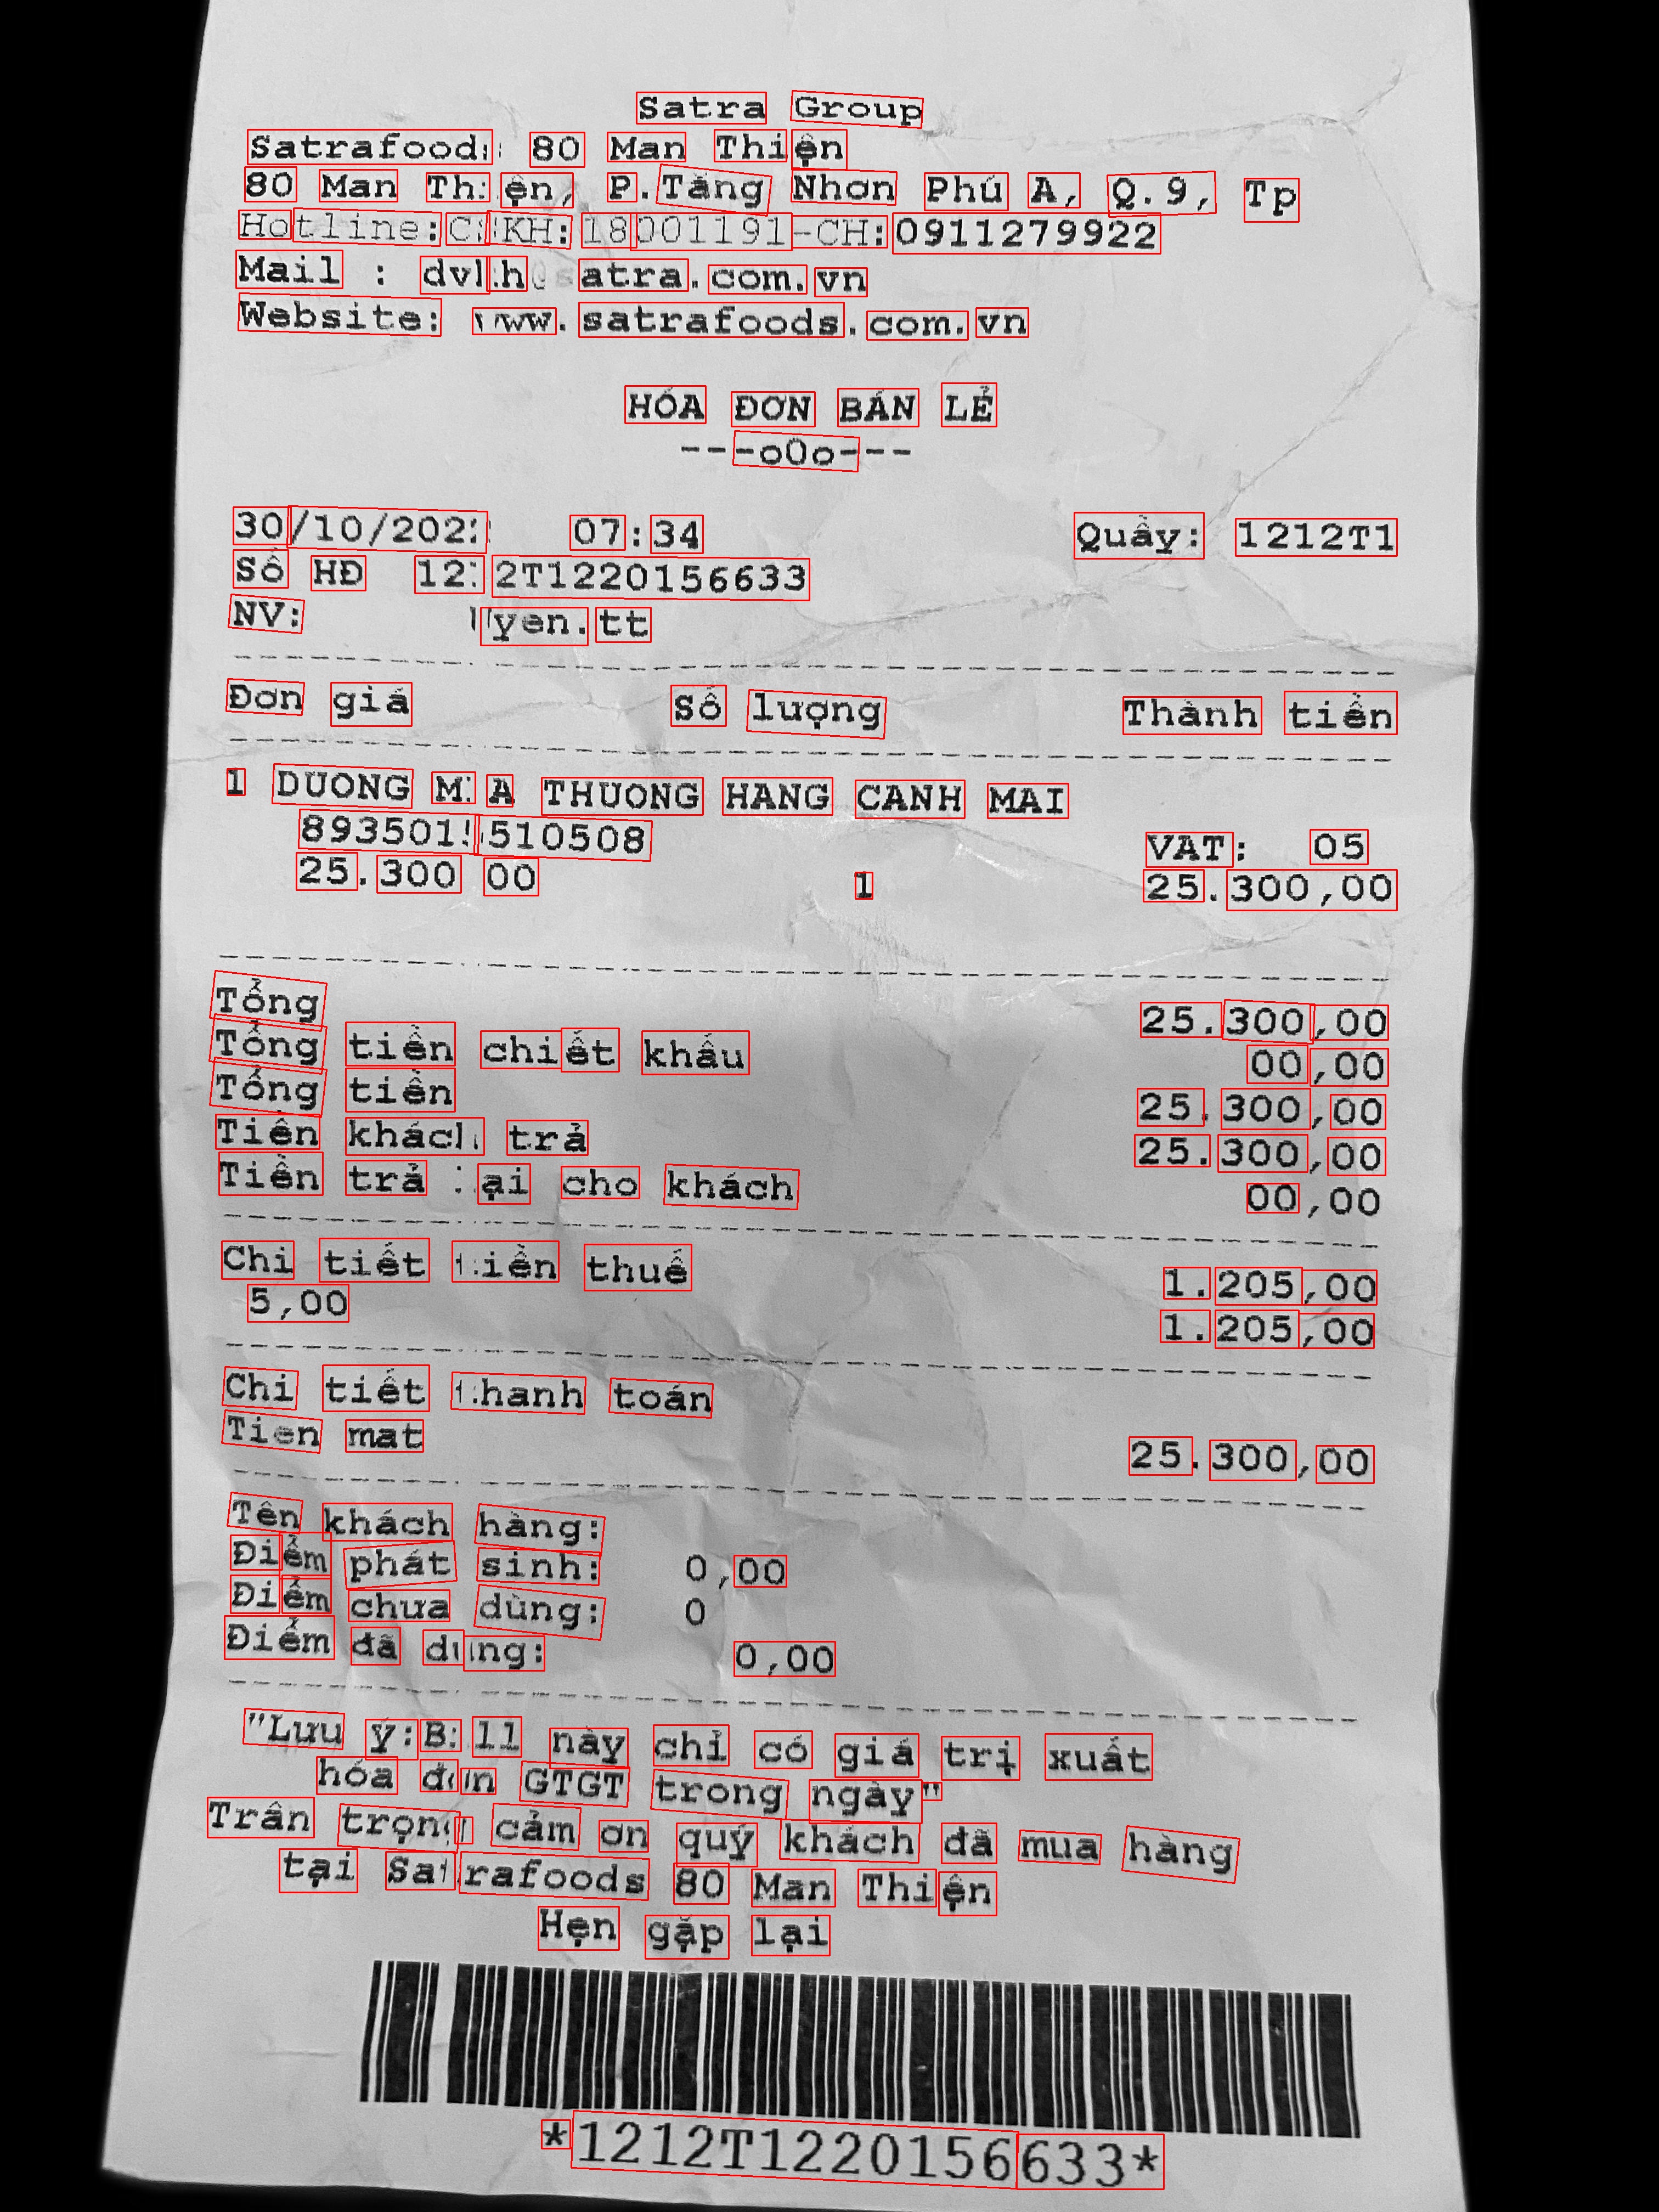 Satra Group
Satrafoods 80 Man Thiện
80 Man Thiện, P.Tăng Nhơn Phú A, Q.9, Tp
Hotline:CSKH:18001191-CH:0911279922
Mail : dvkh@satra.com.vn
Website: www.satrafoods.com.vn
HÓA ĐƠN BÁN LẺ
---oOo---
30/10/2022 07:34 Quầy: 1212T1
Số HĐ 1212T1220156633
NV: yen.tt
Đơn giá Số lượng Thành tiền
1 DUONG MIA THUONG HANG CANH MAI
8935015510508 VAT: 05
25.300 00 1 25.300,00
Tổng 25.300,00
Tổng tiền chiết khấu 00,00
Tổng tiền 25.300,00
Tiền khách trả 25.300,00
Tiền trả lại cho khách 00,00
Chi tiết tiền thuế 1.205,00
5,00 1.205,00
Chi tiết thanh toán
Tien mat 25.300,00
Tên khách hàng:
Điểm phát sinh: 0,00
Điểm chưa dùng: 0
Điểm đã dùng: 0,00
"Lưu ý:Bill này chỉ có giá trị xuất
hóa đơn GTGT trong ngày"
Trân trọng cảm ơn quý khách đã mua hàng
tại Satrafoods 80 Man Thiện
Hẹn gặp lại
*1212T1220156633*